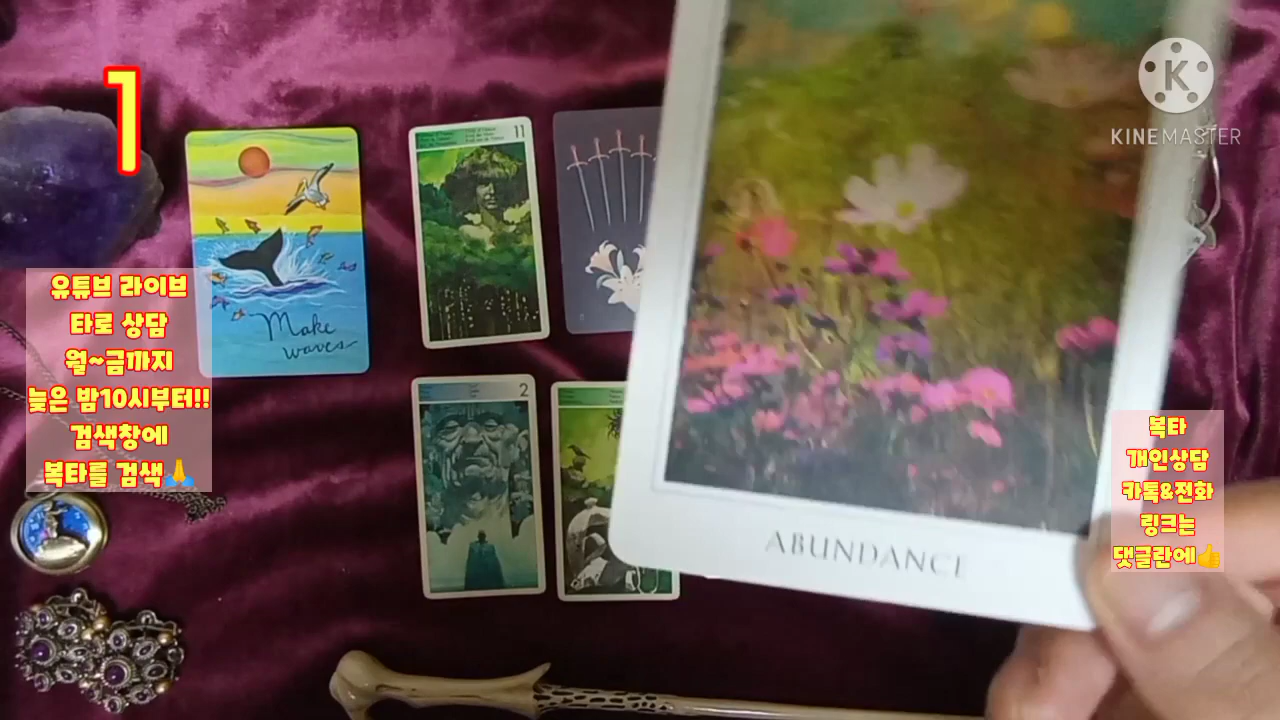 1
유튜브 라이브
타로 상담
월~금까지
늦은 밤10시부터!!
검색창에
복타를 검색🙏
Make
waves
11
2
ABUNDANCE
KINEMASTER
복타
개인상담
카톡&전화
링크는
댓글란에👍